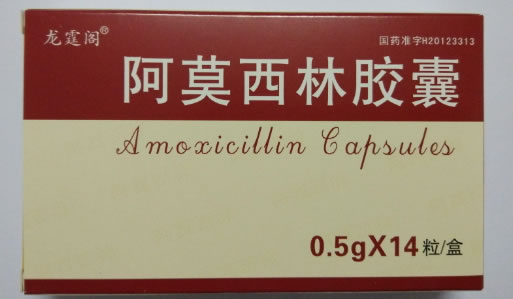 龙霆阁®
国药准字H20123313
阿莫西林胶囊
Amoxicillin Capsules
0.5gX14粒/盒